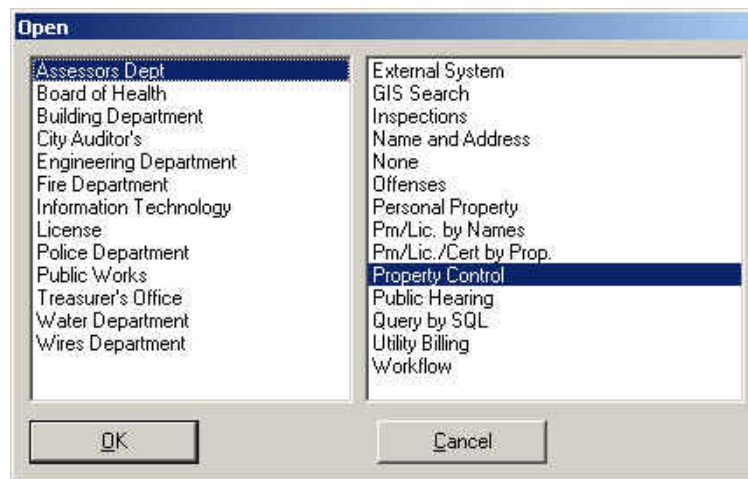 Open
Assessors Dept
Board of Health
Building Department
City Auditor's
Engineering Department
Fire Department
Information Technology
License
Police Department
Public Works
Treasurer's Office
Water Department
Wires Department
External System
GIS Search
Inspections
Name and Address
None
Offenses
Personal Property
Pm/Lic. by Names
Pm/Lic./Cert by Prop.
Property Control
Public Hearing
Query by SQL
Utility Billing
Workflow
OK
Cancel